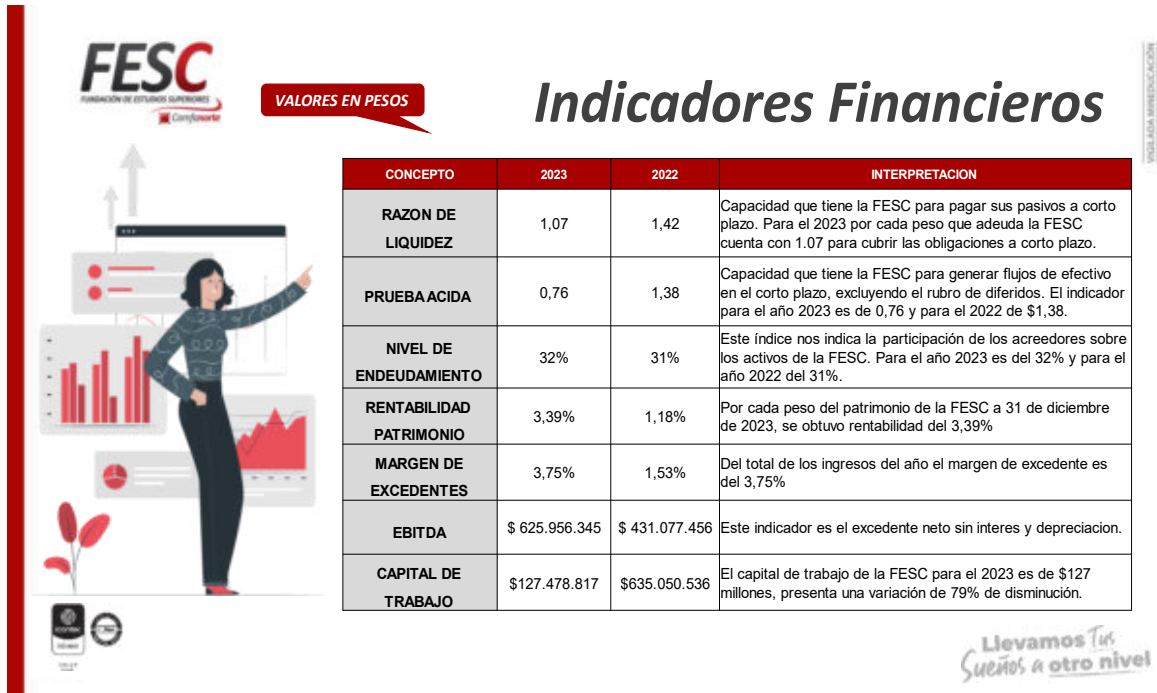 FESC
FUNDACIÓN DE ESTUDIOS SUPERIORES
Comfanorte
VALORES EN PESOS
Indicadores Financieros
VIGILADA MINEDUCACIÓN
CONCEPTO 2023 2022 INTERPRETACION
RAZON DE
LIQUIDEZ
1,07 1,42
Capacidad que tiene la FESC para pagar sus pasivos a corto
plazo. Para el 2023 por cada peso que adeuda la FESC
cuenta con 1.07 para cubrir las obligaciones a corto plazo.
PRUEBA ACIDA
0,76 1,38
Capacidad que tiene la FESC para generar flujos de efectivo
en el corto plazo, excluyendo el rubro de diferidos. El indicador
para el año 2023 es de 0,76 y para el 2022 de $1,38.
NIVEL DE
ENDEUDAMIENTO
32% 31%
Este índice nos indica la participación de los acreedores sobre
los activos de la FESC. Para el año 2023 es del 32% y para el
año 2022 del 31%.
RENTABILIDAD
PATRIMONIO
3,39% 1,18%
Por cada peso del patrimonio de la FESC a 31 de diciembre
de 2023, se obtuvo rentabilidad del 3,39%
MARGEN DE
EXCEDENTES
3,75% 1,53%
Del total de los ingresos del año el margen de excedente es
del 3,75%
EBITDA
$ 625.956.345 $ 431.077.456
Este indicador es el excedente neto sin interes y depreciacion.
CAPITAL DE
TRABAJO
$127.478.817 $635.050.536
El capital de trabajo de la FESC para el 2023 es de $127
millones, presenta una variación de 79% de disminución.
icontec
Llevamos Tus
Sueños a otro nivel